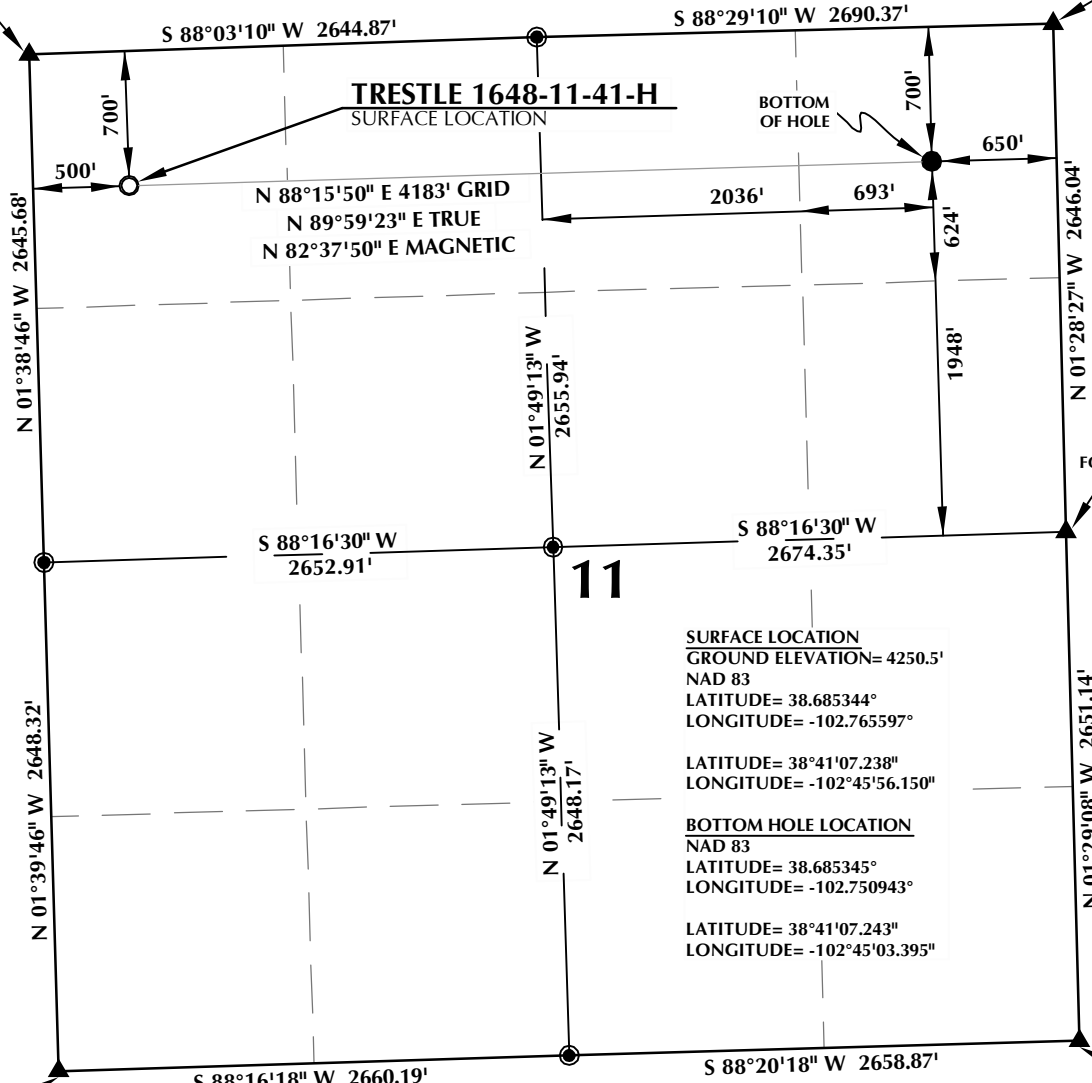 S 88°03'10" W 2644.87'
S 88°29'10" W 2690.37'
700'
TRESTLE 1648-11-41-H
SURFACE LOCATION
BOTTOM
OF HOLE
700'
500'
650'
N 88°15'50" E 4183' GRID
N 89°59'23" E TRUE
N 82°37'50" E MAGNETIC
2036'
693'
624'
N 01°38'46" W 2645.68'
N 01°28'27" W 2646.04'
N 01°49'13" W
2655.94'
1948'
S 88°16'30" W
2652.91'
S 88°16'30" W
2674.35'
11
SURFACE LOCATION
GROUND ELEVATION= 4250.5'
NAD 83
LATITUDE= 38.685344°
LONGITUDE= -102.765597°
LATITUDE= 38°41'07.238"
LONGITUDE= -102°45'56.150"
BOTTOM HOLE LOCATION
NAD 83
LATITUDE= 38.685345°
LONGITUDE= -102.750943°
LATITUDE= 38°41'07.243"
LONGITUDE= -102°45'03.395"
N 01°39'46" W 2648.32'
N 01°49'13" W
2648.17'
N 01°29'08" W 2651.14'
S 88°16'18" W 2660.19'
S 88°20'18" W 2658.87'